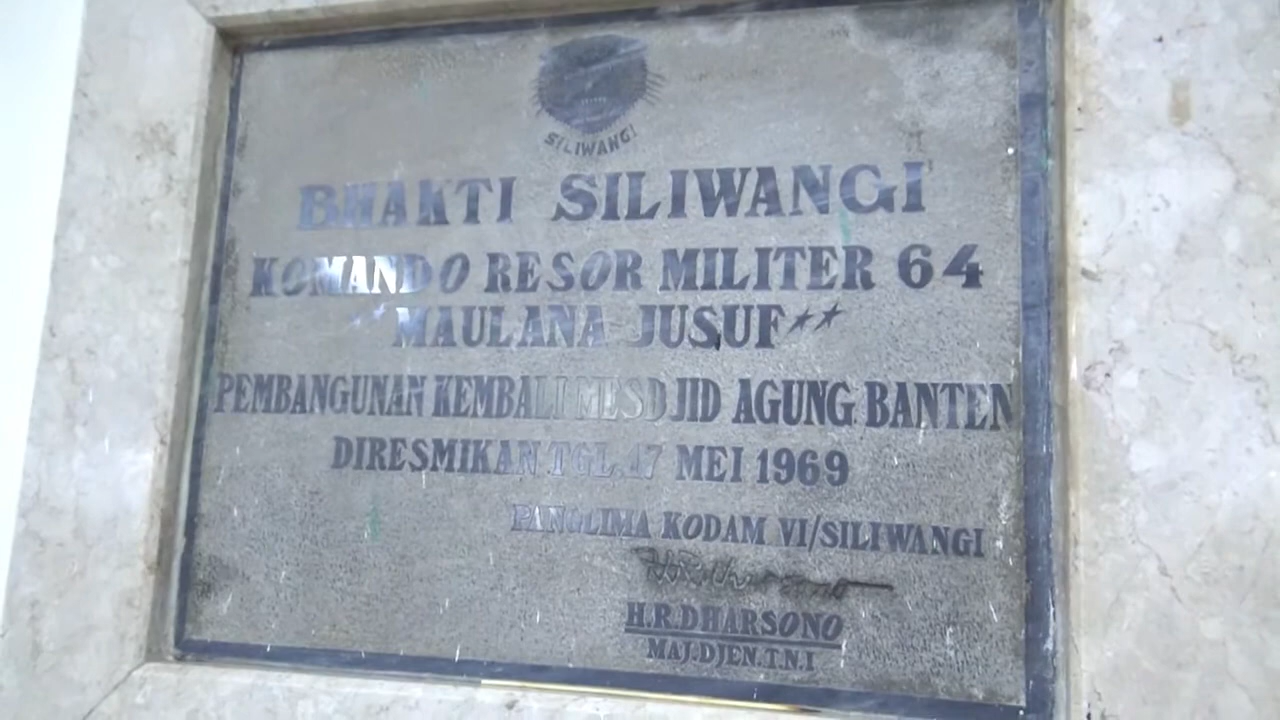 SILIWANGI
BHAKTI SILIWANGI
KOMANDO RESOR MILITER 64
"MAULANA JUSUF"
PEMBANGUNAN KEMBALI MESDJID AGUNG BANTEN
DIRESMIKAN TGL. 17 MEI 1969
PANGLIMA KODAM VI/SILIWANGI
H.R. DHARSONO
MAJ.DJEN.T.N.I